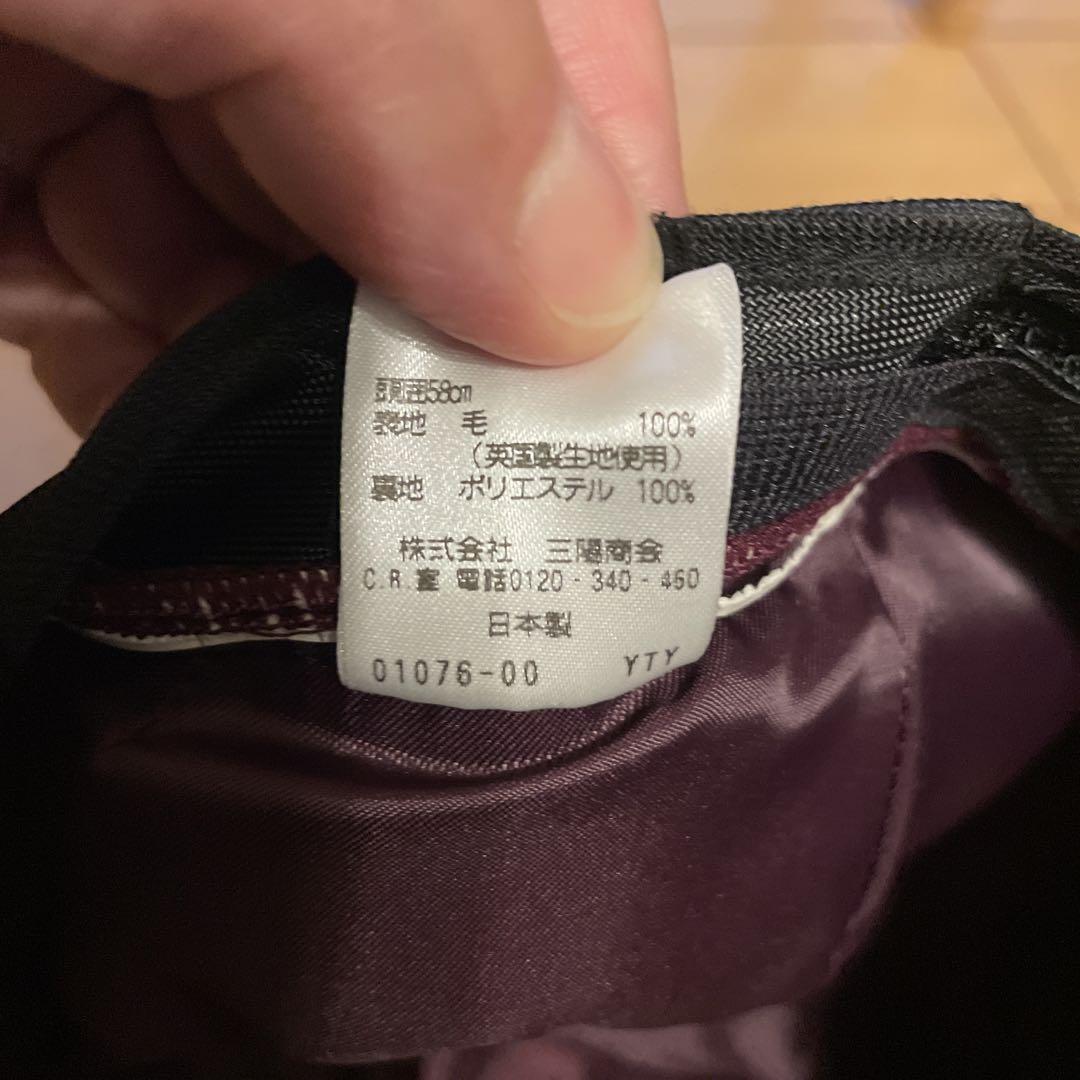 頭囲58cm
表地 毛 100%
（英国製生地使用）
裏地 ポリエステル 100%
株式会社 三陽商会
C.R.室 電話0120-340-460
日本製
01076-00 YTY